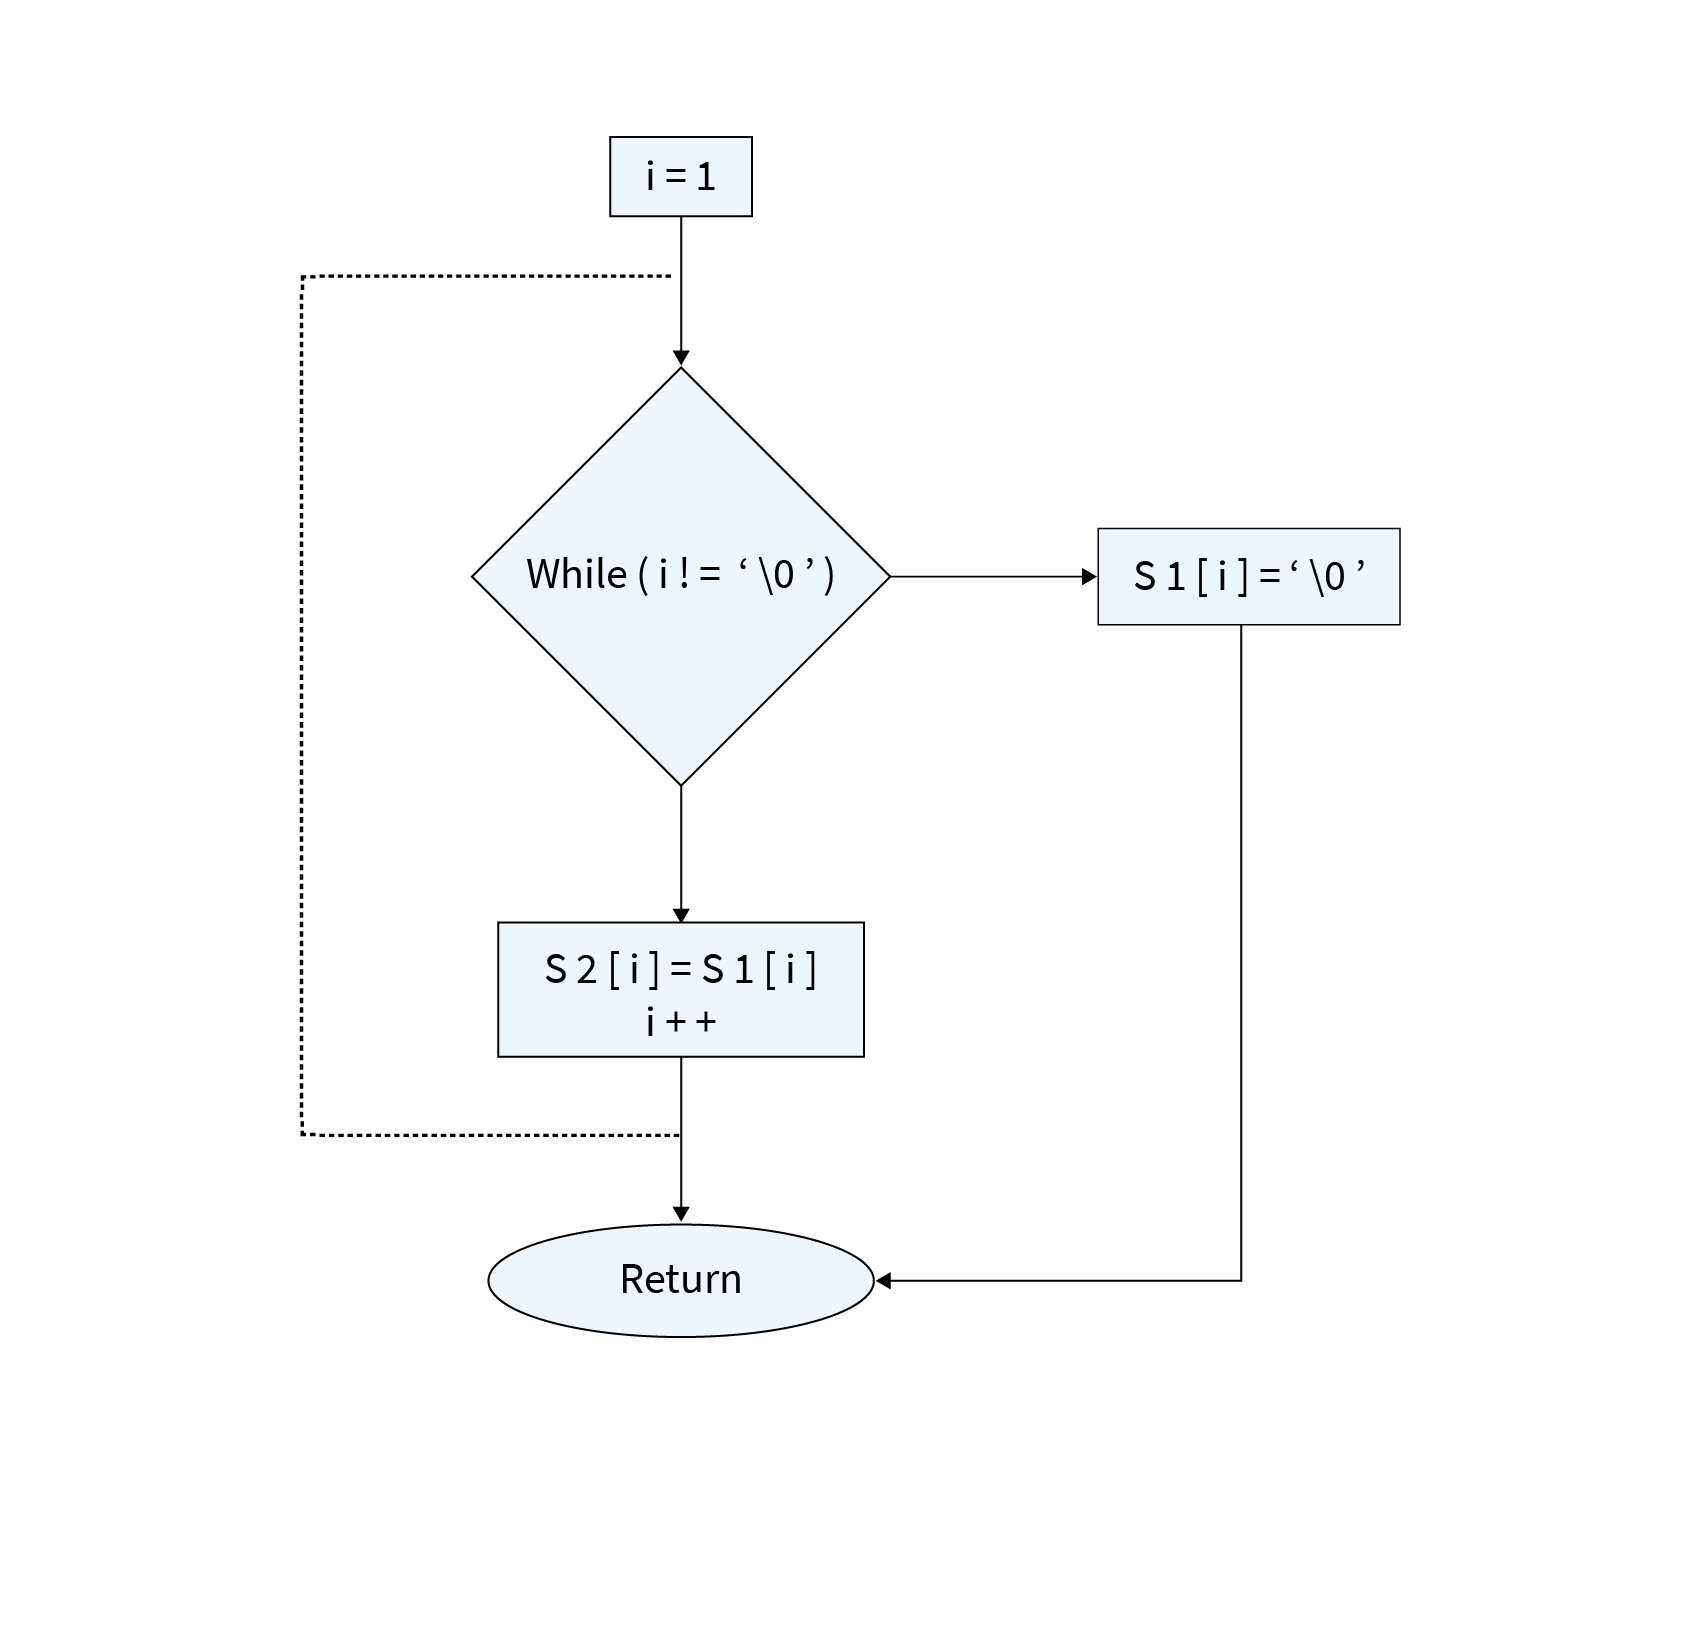 i = 1
While ( i ! = ‘ \0 ’ )
S 1 [ i ] = ‘ \0 ’
S 2 [ i ] = S 1 [ i ]
i + +
Return